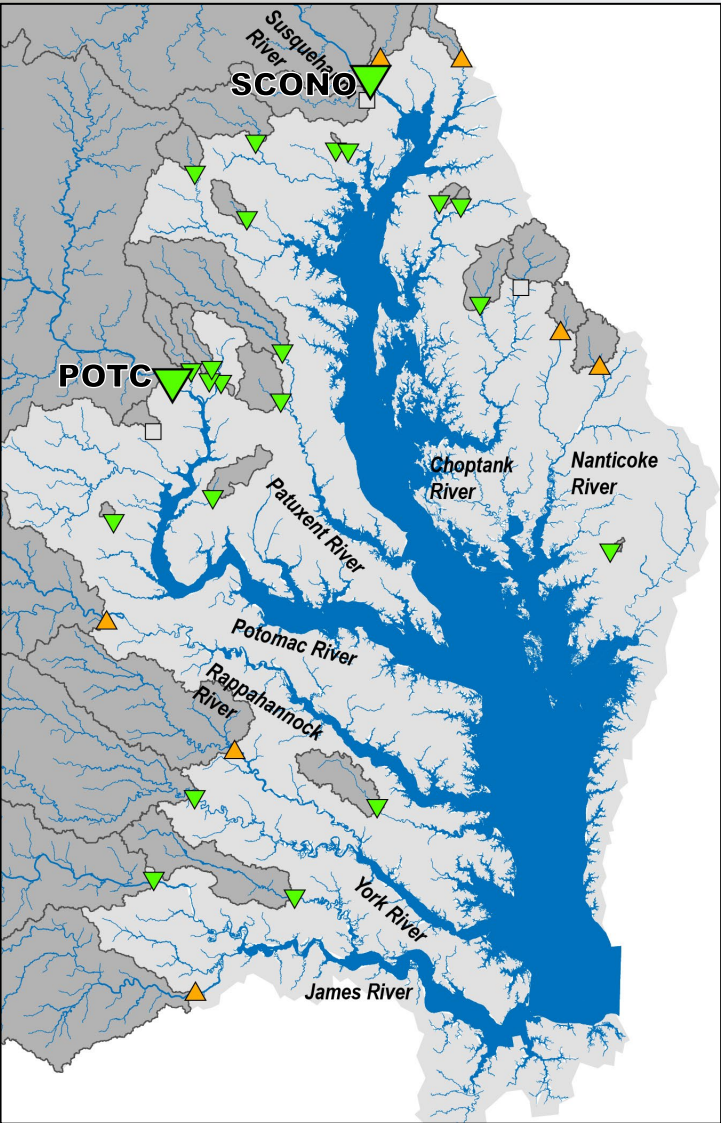 Susqueha
River
SCONO
POTC
Choptank
River
Nanticoke
River
Patuxent River
Potomac River
Rappahannock
River
York River
James River